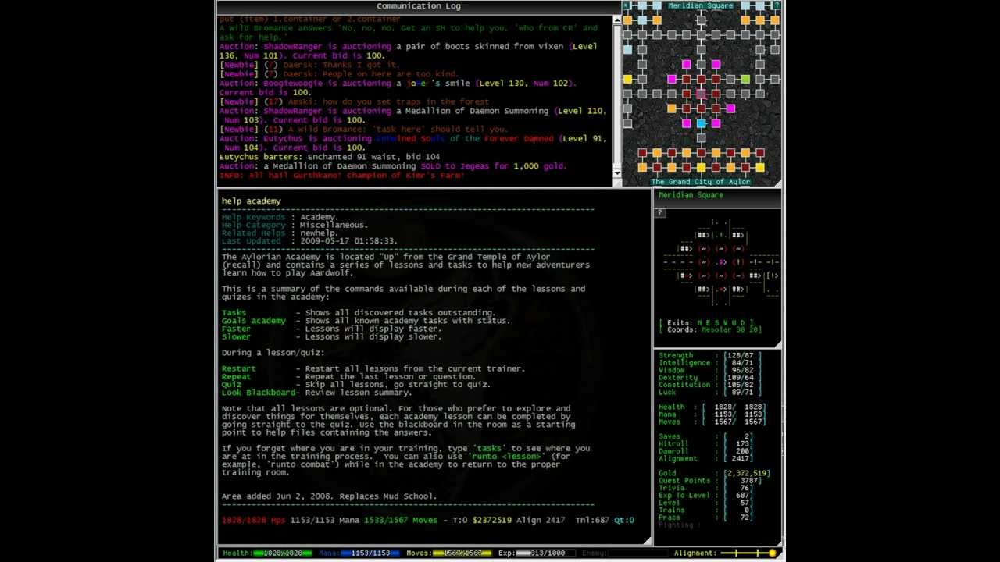 Communication Log
put (item) 1.container or 2.container
A wild Bromance answers 'No, no, no. Get an SH to help you. 'who from CR' and
ask for help.'
Auction: ShadowRanger is auctioning a pair of boots skinned from Vixen (Level
136, Num 101). Current bid is 100.
[Newbie] (7) Daersk: Thanks I got it.
[Newbie] (7) Daersk: People on here are too kind.
Auction: Boogiewoogie is auctioning a joker's smile (Level 130, Num 102).
Current bid is 100.
[Newbie] (17) Amski: how do you set traps in the forest
Auction: ShadowRanger is auctioning a Medallion of Daemon Summoning (Level 110,
Num 103). Current bid is 100.
[Newbie] (11) A wild Bromance: 'task here' should tell you.
Auction: Eutychus is auctioning Entwined Souls of the Forever Damned (Level 91,
Num 104). Current bid is 100.
Eutychus barters: Enchanted 91 waist, bid 104
Auction: a Medallion of Daemon Summoning SOLD to Jegeas for 1,000 gold.
INFO: All hail Gurthkano! Champion of Kimr's Farm!
Meridian Square
The Grand City of Aylor
help academy
Help Keywords : Academy.
Help Category : Miscellaneous.
Related Helps : newhelp.
Last Updated : 2009-05-17 01:58:33.
The Aylorian Academy is located "Up" from the Grand Temple of Aylor
(recall) and contains a series of lessons and tasks to help new adventurers
learn how to play Aardwolf.
This is a summary of the commands available during each of the lessons and
quizes in the academy:
Tasks - Shows all discovered tasks outstanding.
Goals academy - Shows all known academy tasks with status.
Faster - Lessons will display faster.
Slower - Lessons will display slower.
During a lesson/quiz:
Restart - Restart all lessons from the current trainer.
Repeat - Repeat the last lesson or question.
Quiz - Skip all lessons, go straight to quiz.
Look Blackboard- Review lesson summary.
Note that all lessons are optional. For those who prefer to explore and
discover things for themselves, each academy lesson can be completed by
going straight to the quiz. Use the blackboard in the room as a starting
point to help files containing the answers.
If you forget where you are in your training, type 'tasks' to see where you
are at in the training process. You can also use 'runto <lesson>' (for
example, 'runto combat') while in the academy to return to the proper
training room.
Area added Jun 2, 2008. Replaces Mud School.
1828/1828 Hps 1153/1153 Mana 1533/1567 Moves - T:0 $2372519 Align 2417 Tnl:687 Qt:0
Meridian Square
?
[ Exits: N E S W U D ]
[ Coords: Mesolar 30 20]
Strength : [128/87 ]
Intelligence : [ 84/71 ]
Wisdom : [ 96/82 ]
Dexterity : [109/64 ]
Constitution : [105/82 ]
Luck : [ 89/71 ]
Health : [ 1828/ 1828]
Mana : [ 1153/ 1153]
Moves : [ 1567/ 1567]
Saves : [ 2]
Hitroll : [ 173]
Damroll : [ 200]
Alignment : [ 2417]
Gold : [2,372,519]
Quest Points : [ 3787]
Trivia : [ 76]
Exp To Level : [ 687]
Level : [ 57]
Trains : [ 0]
Pracs : [ 72]
Fighting :
Health: 1828/1828 Mana: 1153/1153 Moves: 1567/1567 Exp: 313/1000 Enemy: Alignment: